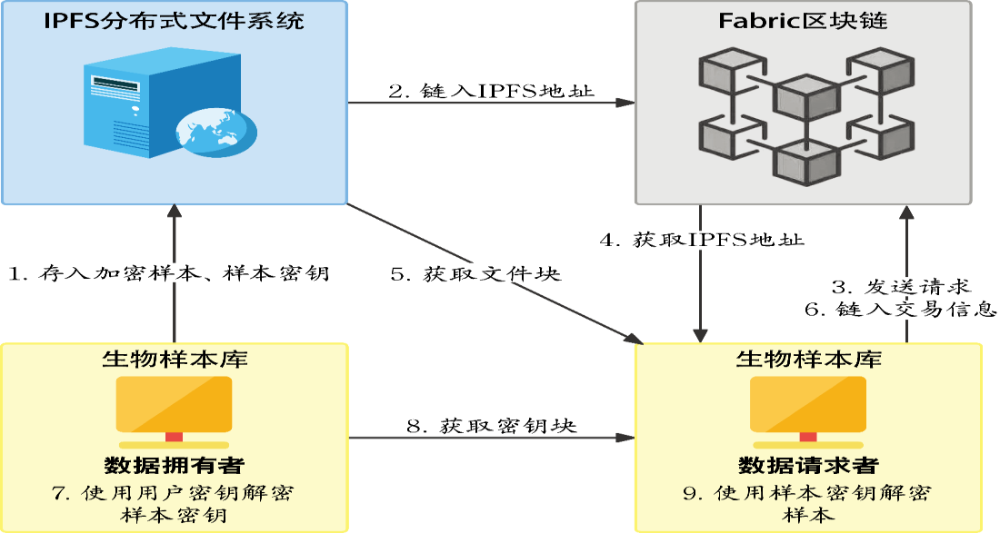 IPFS分布式文件系统
Fabric区块链
2. 链入IPFS地址
4. 获取IPFS地址
1. 存入加密样本、样本密钥
5. 获取文件块
3. 发送请求
6. 链入交易信息
生物样本库
生物样本库
8. 获取密钥块
数据拥有者
数据请求者
7. 使用用户密钥解密
样本密钥
9. 使用样本密钥解密
样本